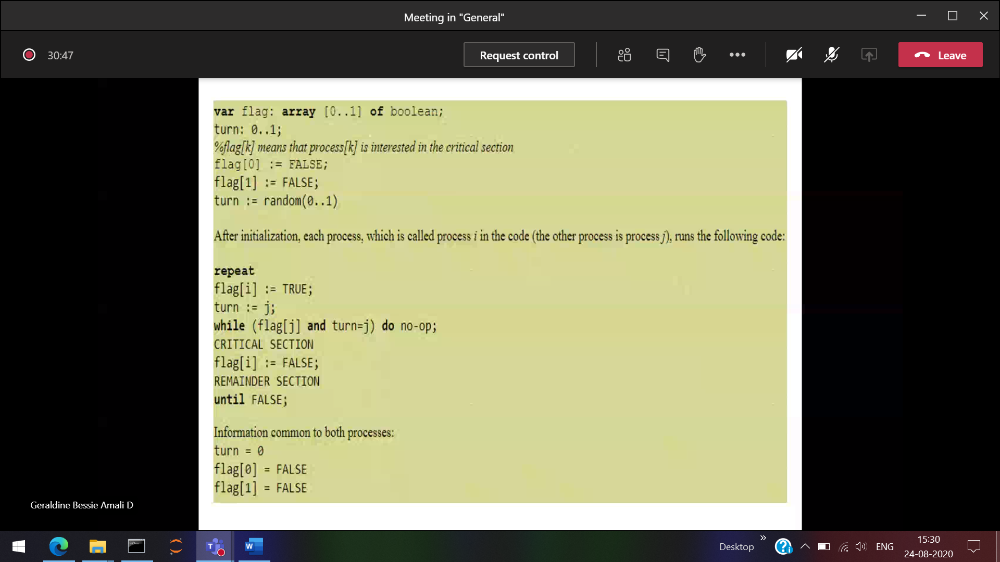 Meeting in "General"
30:47
Request control
Leave
var flag: array [0..1] of boolean;
turn: 0..1;
%flag[k] means that process[k] is interested in the critical section
flag[0] := FALSE;
flag[1] := FALSE;
turn := random(0..1)
After initialization, each process, which is called process i in the code (the other process is process j), runs the following code:
repeat
flag[i] := TRUE;
turn := j;
while (flag[j] and turn=j) do no-op;
CRITICAL SECTION
flag[i] := FALSE;
REMAINDER SECTION
until FALSE;
Information common to both processes:
turn = 0
flag[0] = FALSE
flag[1] = FALSE
Geraldine Bessie Amali D
Desktop
ENG
15:30
24-08-2020